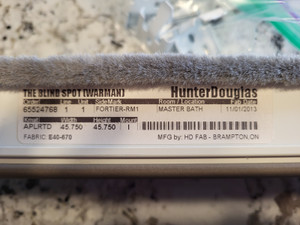 THE BLIND SPOT (WARMAN) HunterDouglas
Order Line Unit SideMark Room / Location Fab Date
65524768 1 1 FORTIER-RM1 MASTER BATH 11/01/2013
Width Height Mount
APLRTD 45.750 45.750 I
FABRIC E40-670 MFG by: HD FAB - BRAMPTON,ON